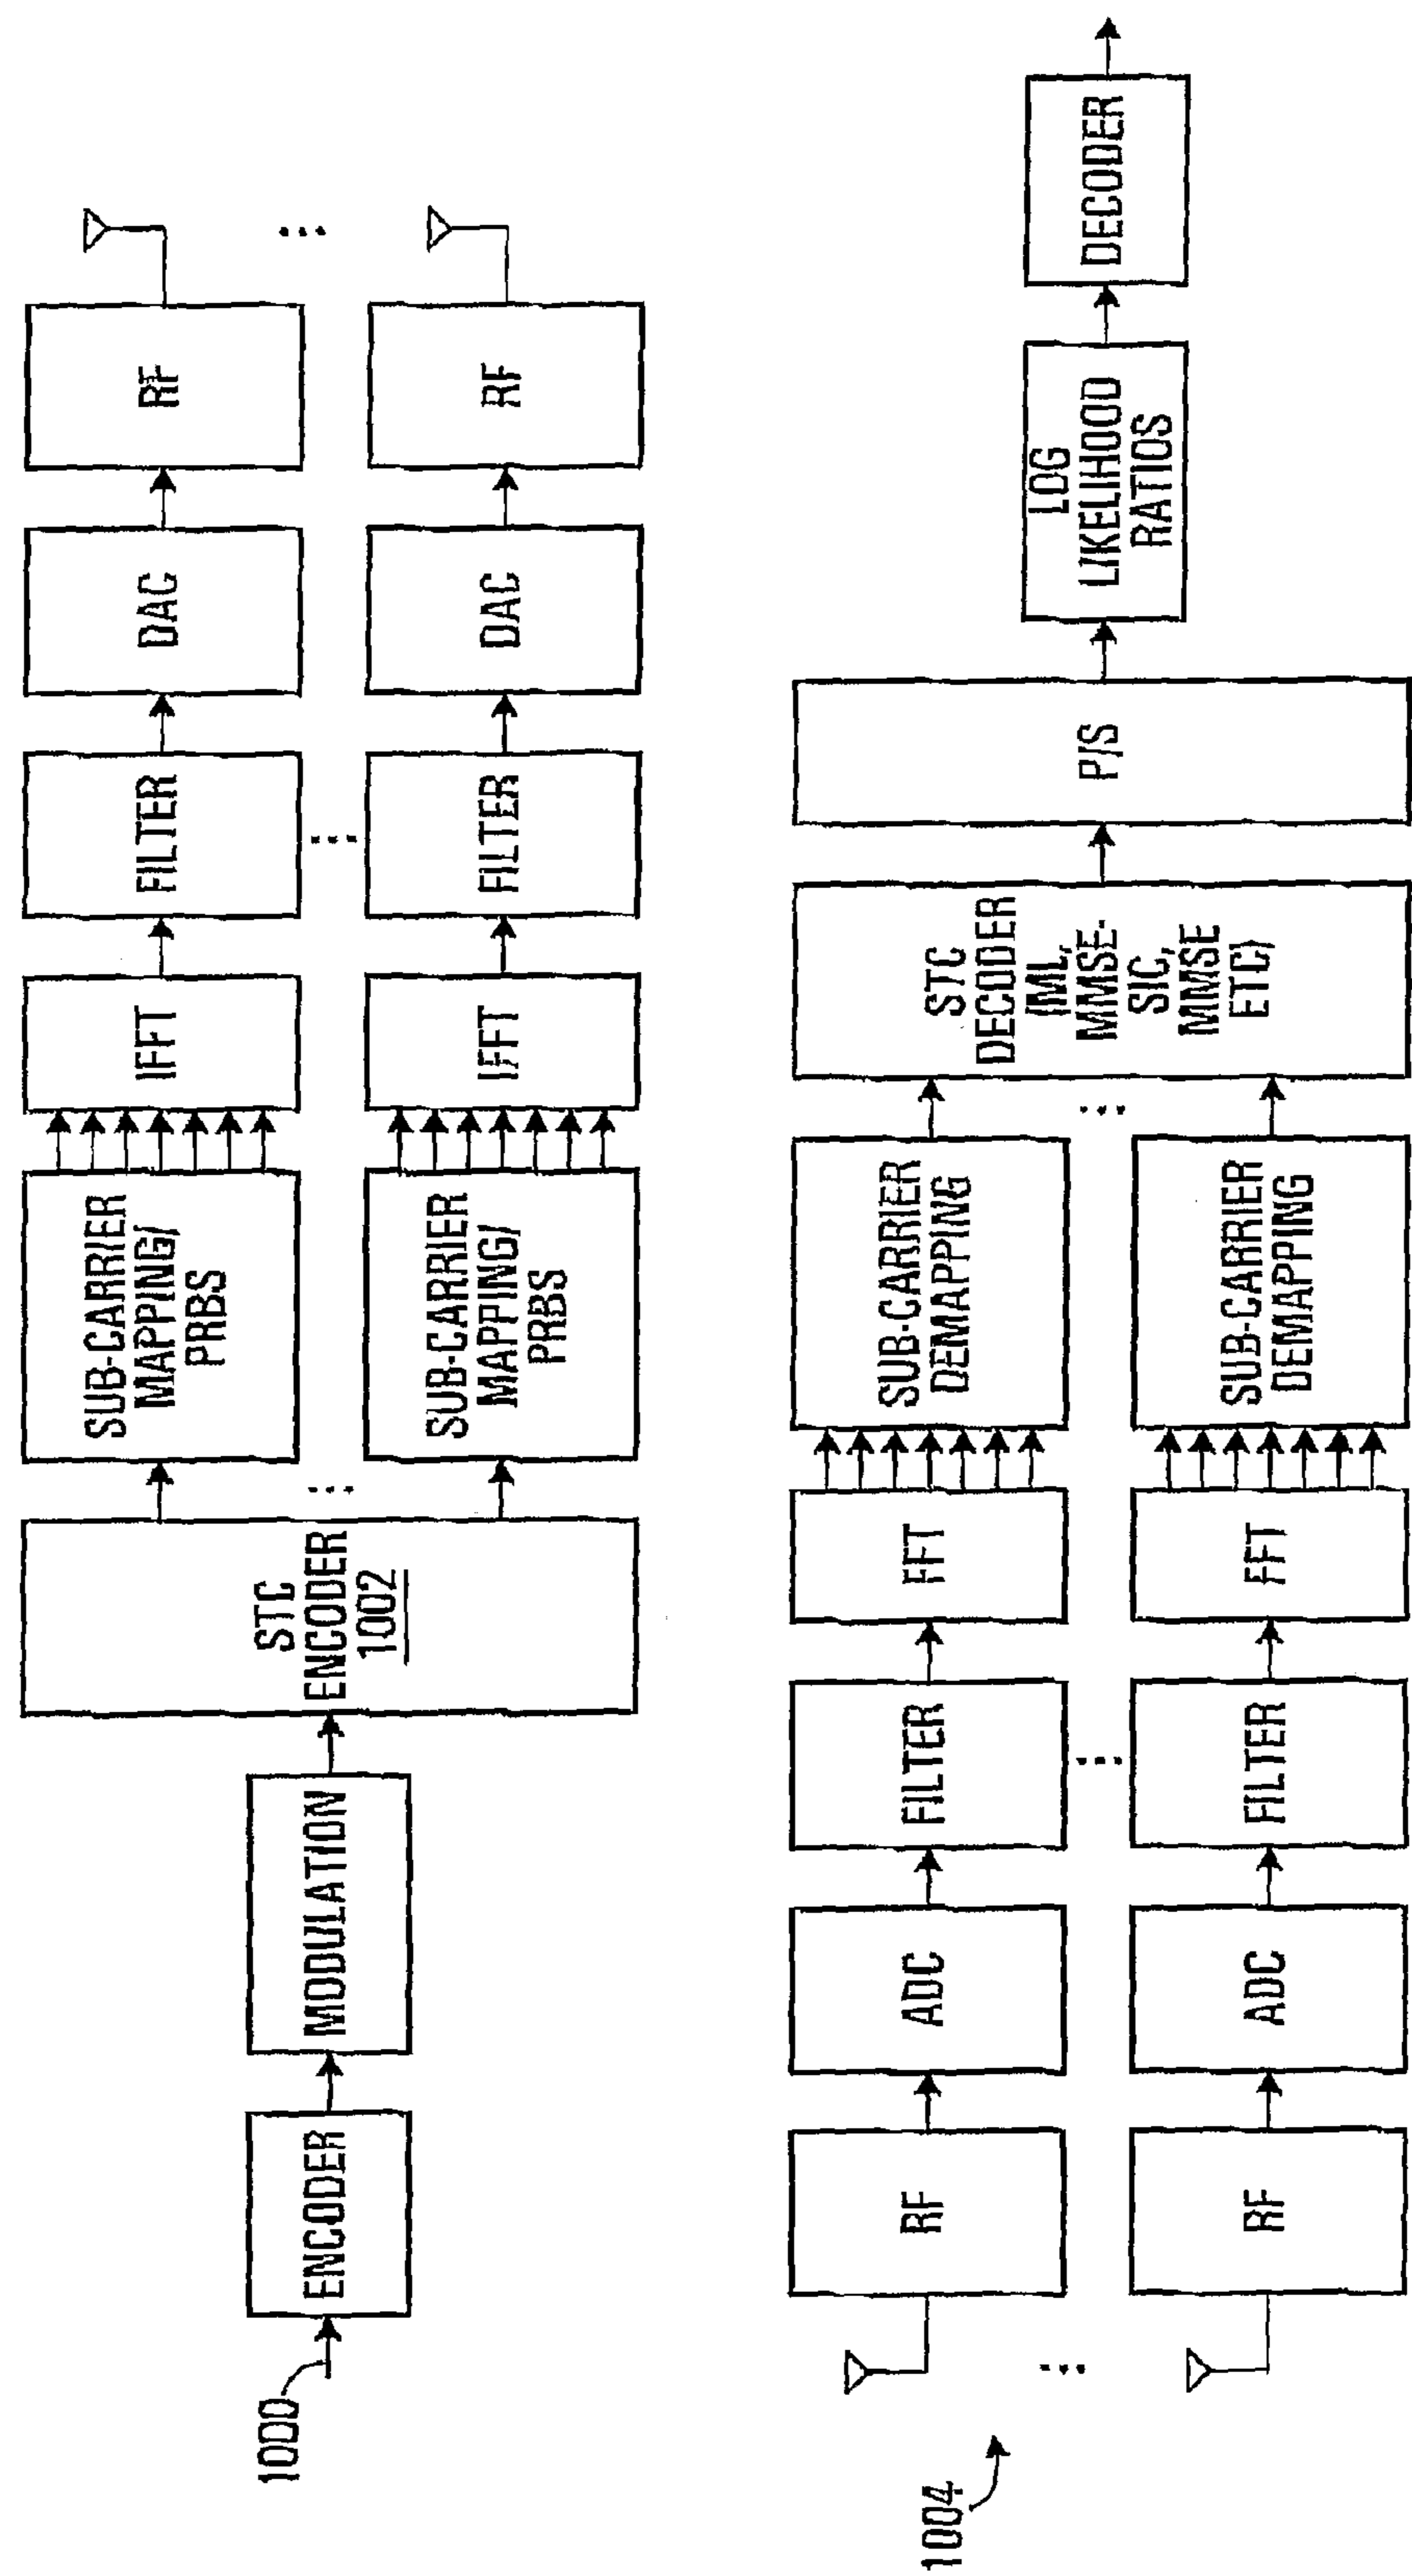 1000
ENCODER
MODULATION
STC
ENCODER
1002
...
SUB-CARRIER
MAPPING/
PRBS
IFFT
FILTER
DAC
RF
...
...
SUB-CARRIER
MAPPING/
PRBS
IFFT
FILTER
DAC
RF
1004
...
RF
ADC
FILTER
FFT
SUB-CARRIER
DEMAPPING
...
...
RF
ADC
FILTER
FFT
SUB-CARRIER
DEMAPPING
STC
DECODER
(ML,
MMSE-
SIC,
MMSE
ETC)
P/S
LOG
LIKELIHOOD
RATIOS
DECODER